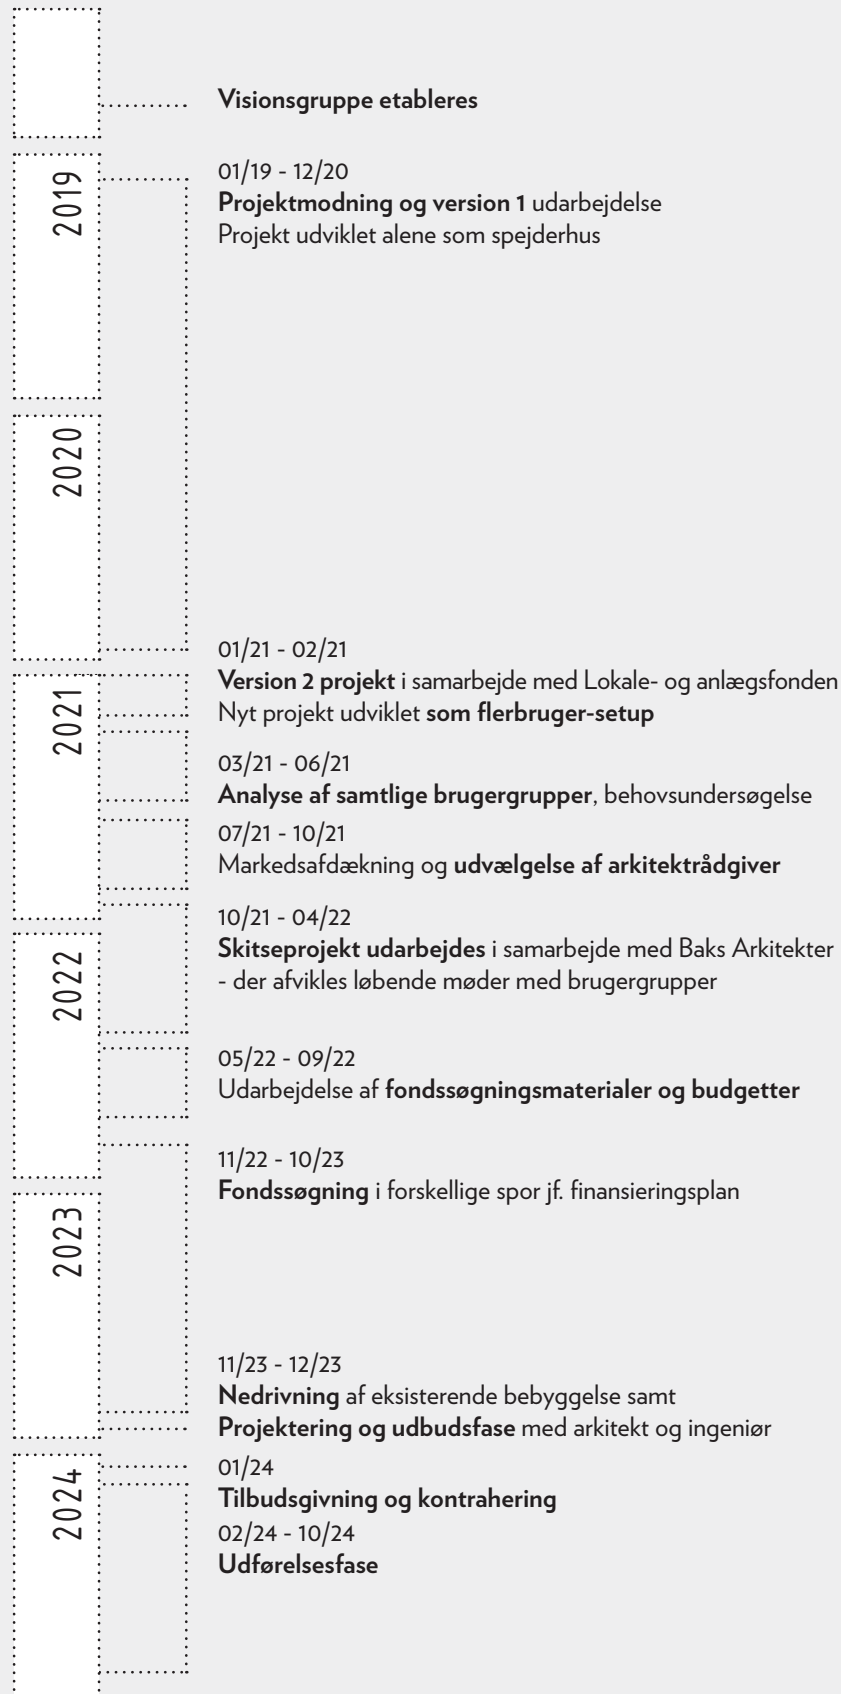 Visionsgruppe etableres
2019
01/19 - 12/20
Projektmodning og version 1 udarbejdelse
Projekt udviklet alene som spejderhus
2020
01/21 - 02/21
Version 2 projekt i samarbejde med Lokale- og anlægsfonden
Nyt projekt udviklet som flerbruger-setup
2021
03/21 - 06/21
Analyse af samtlige brugergrupper, behovsundersøgelse
07/21 - 10/21
Markedsafdækning og udvælgelse af arkitektrådgiver
10/21 - 04/22
Skitseprojekt udarbejdes i samarbejde med Baks Arkitekter
- der afvikles løbende møder med brugergrupper
2022
05/22 - 09/22
Udarbejdelse af fondssøgningsmaterialer og budgetter
11/22 - 10/23
Fondssøgning i forskellige spor jf. finansieringsplan
2023
11/23 - 12/23
Nedrivning af eksisterende bebyggelse samt
Projektering og udbudsfase med arkitekt og ingeniør
2024
01/24
Tilbudsgivning og kontrahering
02/24 - 10/24
Udførelsesfase